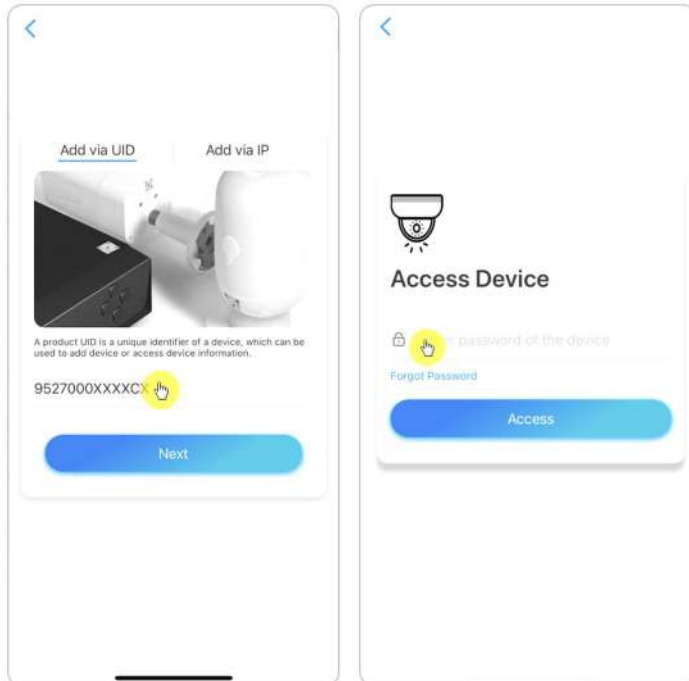 Add via UID
Add via IP
A product UID is a unique identifier of a device, which can be
used to add device or access device information.
9527000XXXXCX
Next
Access Device
password of the device
Forgot Password
Access